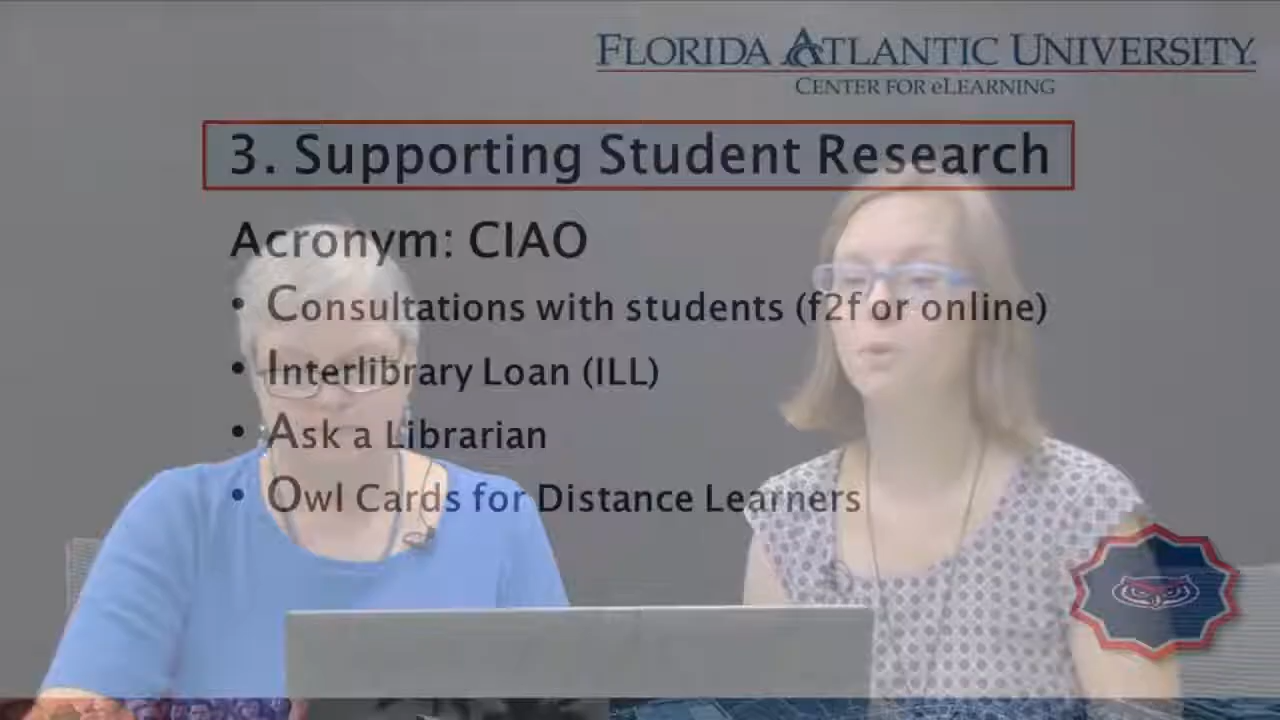 FLORIDA ATLANTIC UNIVERSITY.
CENTER FOR eLEARNING
3. Supporting Student Research
Acronym: CIAO
• Consultations with students (f2f or online)
• Interlibrary Loan (ILL)
• Ask a Librarian
• Owl Cards for Distance Learners